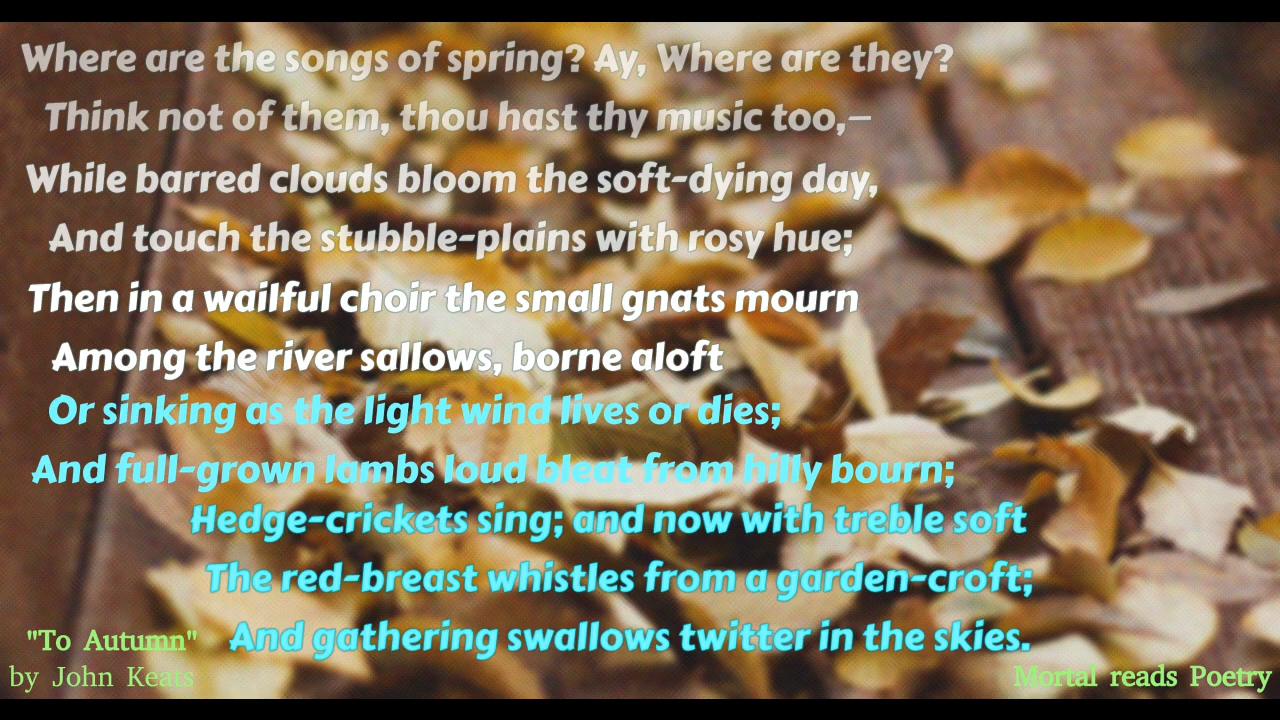 Where are the songs of spring? Ay, Where are they?
Think not of them, thou hast thy music too,—
While barred clouds bloom the soft-dying day,
And touch the stubble-plains with rosy hue;
Then in a wailful choir the small gnats mourn
Among the river sallows, borne aloft
Or sinking as the light wind lives or dies;
And full-grown lambs loud bleat from hilly bourn;
Hedge-crickets sing; and now with treble soft
The red-breast whistles from a garden-croft;
And gathering swallows twitter in the skies.
"To Autumn"
by John Keats
Mortal reads Poetry